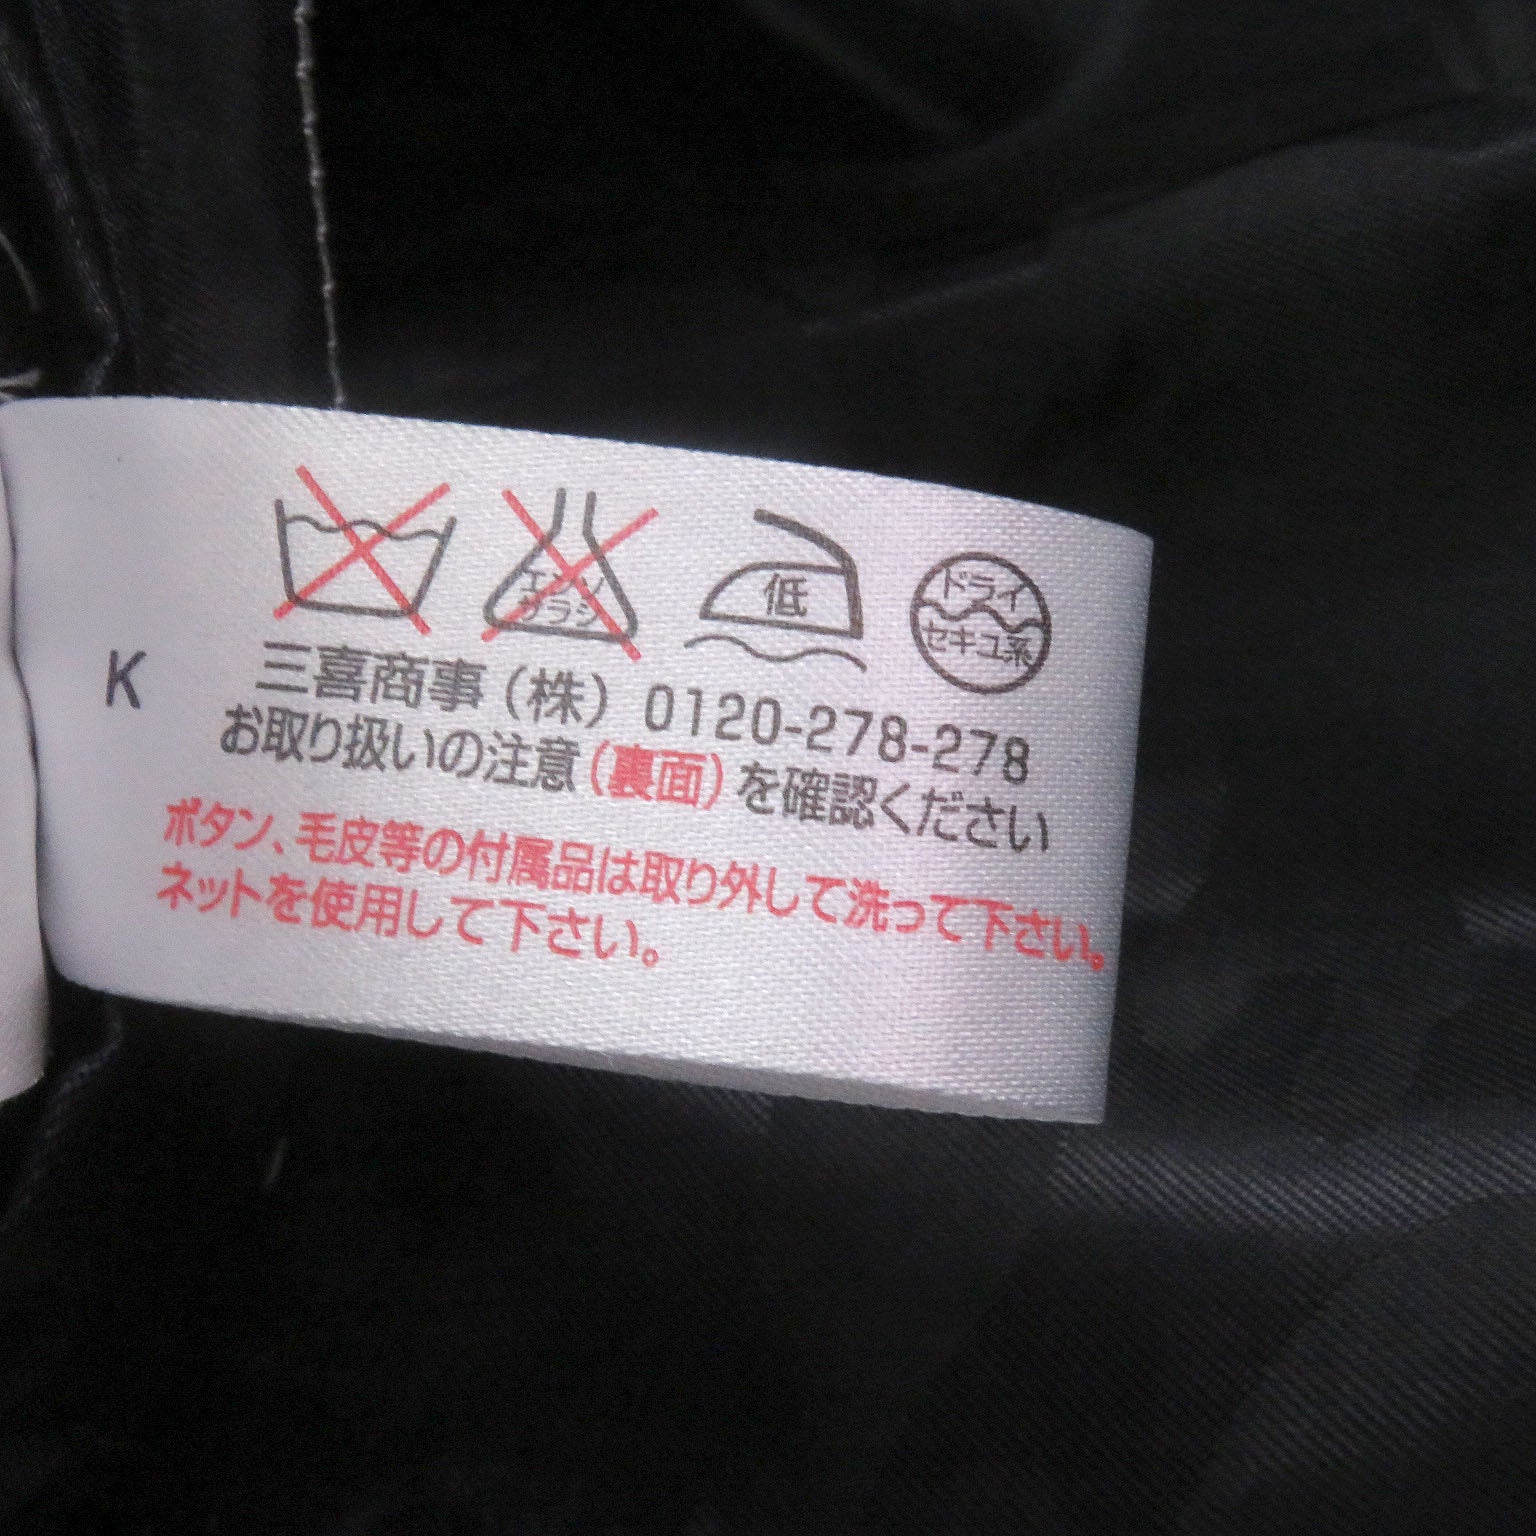 エンソ
サラシ
低
ドライ
セキユ系
K
三喜商事(株) 0120-278-278
お取り扱いの注意(裏面)を確認ください
ボタン、毛皮等の付属品は取り外して洗って下さい。
ネットを使用して下さい。